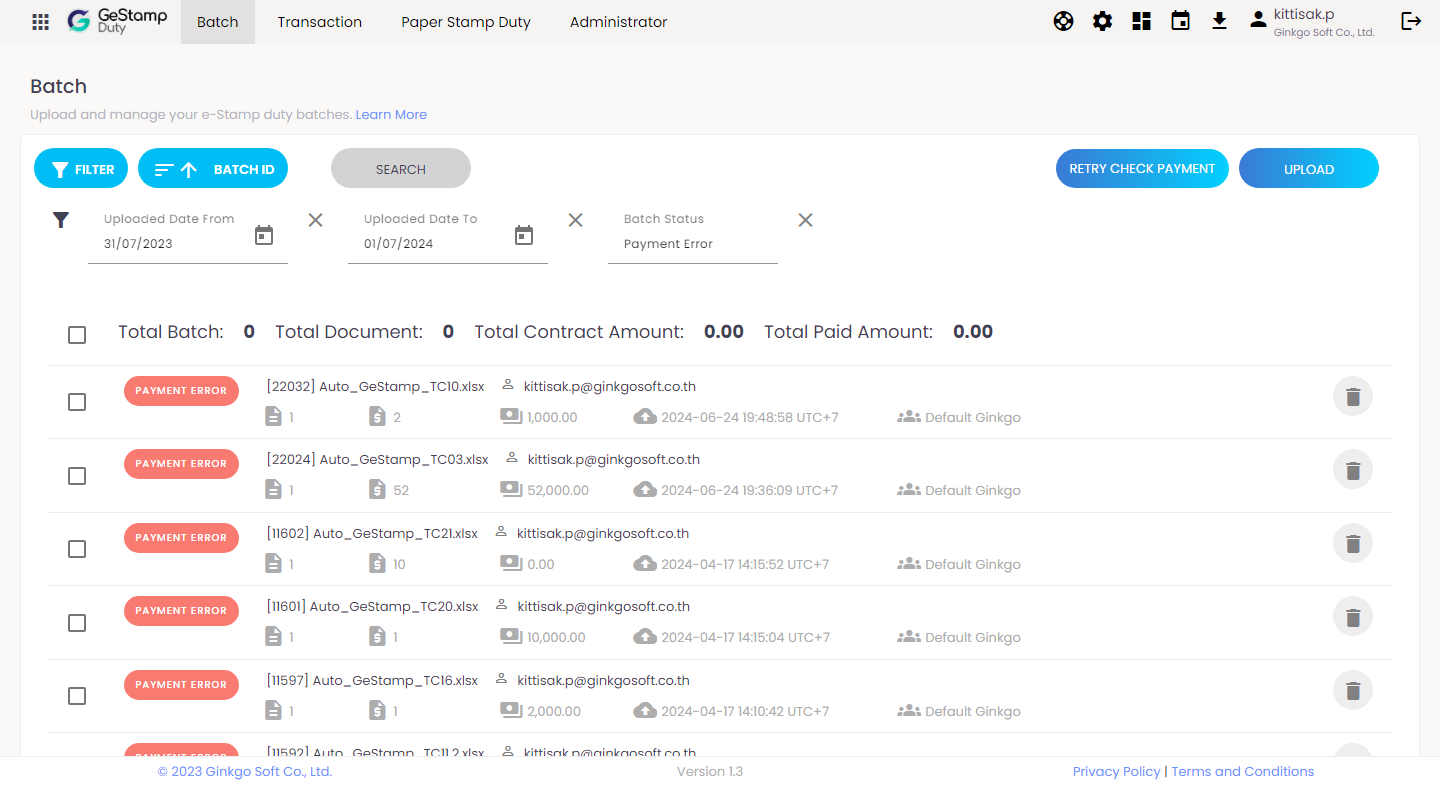 GeStamp
Duty
Batch
Transaction
Paper Stamp Duty
Administrator
kittisak.p
Ginkgo Soft Co., Ltd.
Batch
Upload and manage your e-Stamp duty batches. Learn More
FILTER
BATCH ID
SEARCH
RETRY CHECK PAYMENT
UPLOAD
Uploaded Date From
31/07/2023
Uploaded Date To
01/07/2024
Batch Status
Payment Error
Total Batch: 0 Total Document: 0 Total Contract Amount: 0.00 Total Paid Amount: 0.00
PAYMENT ERROR
[22032] Auto_GeStamp_TC10.xlsx kittisak.p@ginkgosoft.co.th
1 2 1,000.00 2024-06-24 19:48:58 UTC+7 Default Ginkgo
PAYMENT ERROR
[22024] Auto_GeStamp_TC03.xlsx kittisak.p@ginkgosoft.co.th
1 52 52,000.00 2024-06-24 19:36:09 UTC+7 Default Ginkgo
PAYMENT ERROR
[11602] Auto_GeStamp_TC21.xlsx kittisak.p@ginkgosoft.co.th
1 10 0.00 2024-04-17 14:15:52 UTC+7 Default Ginkgo
PAYMENT ERROR
[11601] Auto_GeStamp_TC20.xlsx kittisak.p@ginkgosoft.co.th
1 1 10,000.00 2024-04-17 14:15:04 UTC+7 Default Ginkgo
PAYMENT ERROR
[11597] Auto_GeStamp_TC16.xlsx kittisak.p@ginkgosoft.co.th
1 1 2,000.00 2024-04-17 14:10:42 UTC+7 Default Ginkgo
PAYMENT ERROR
[11592] Auto_GeStamp_TC11.2.xlsx kittisak.p@ginkgosoft.co.th
© 2023 Ginkgo Soft Co., Ltd.
Version 1.3
Privacy Policy | Terms and Conditions